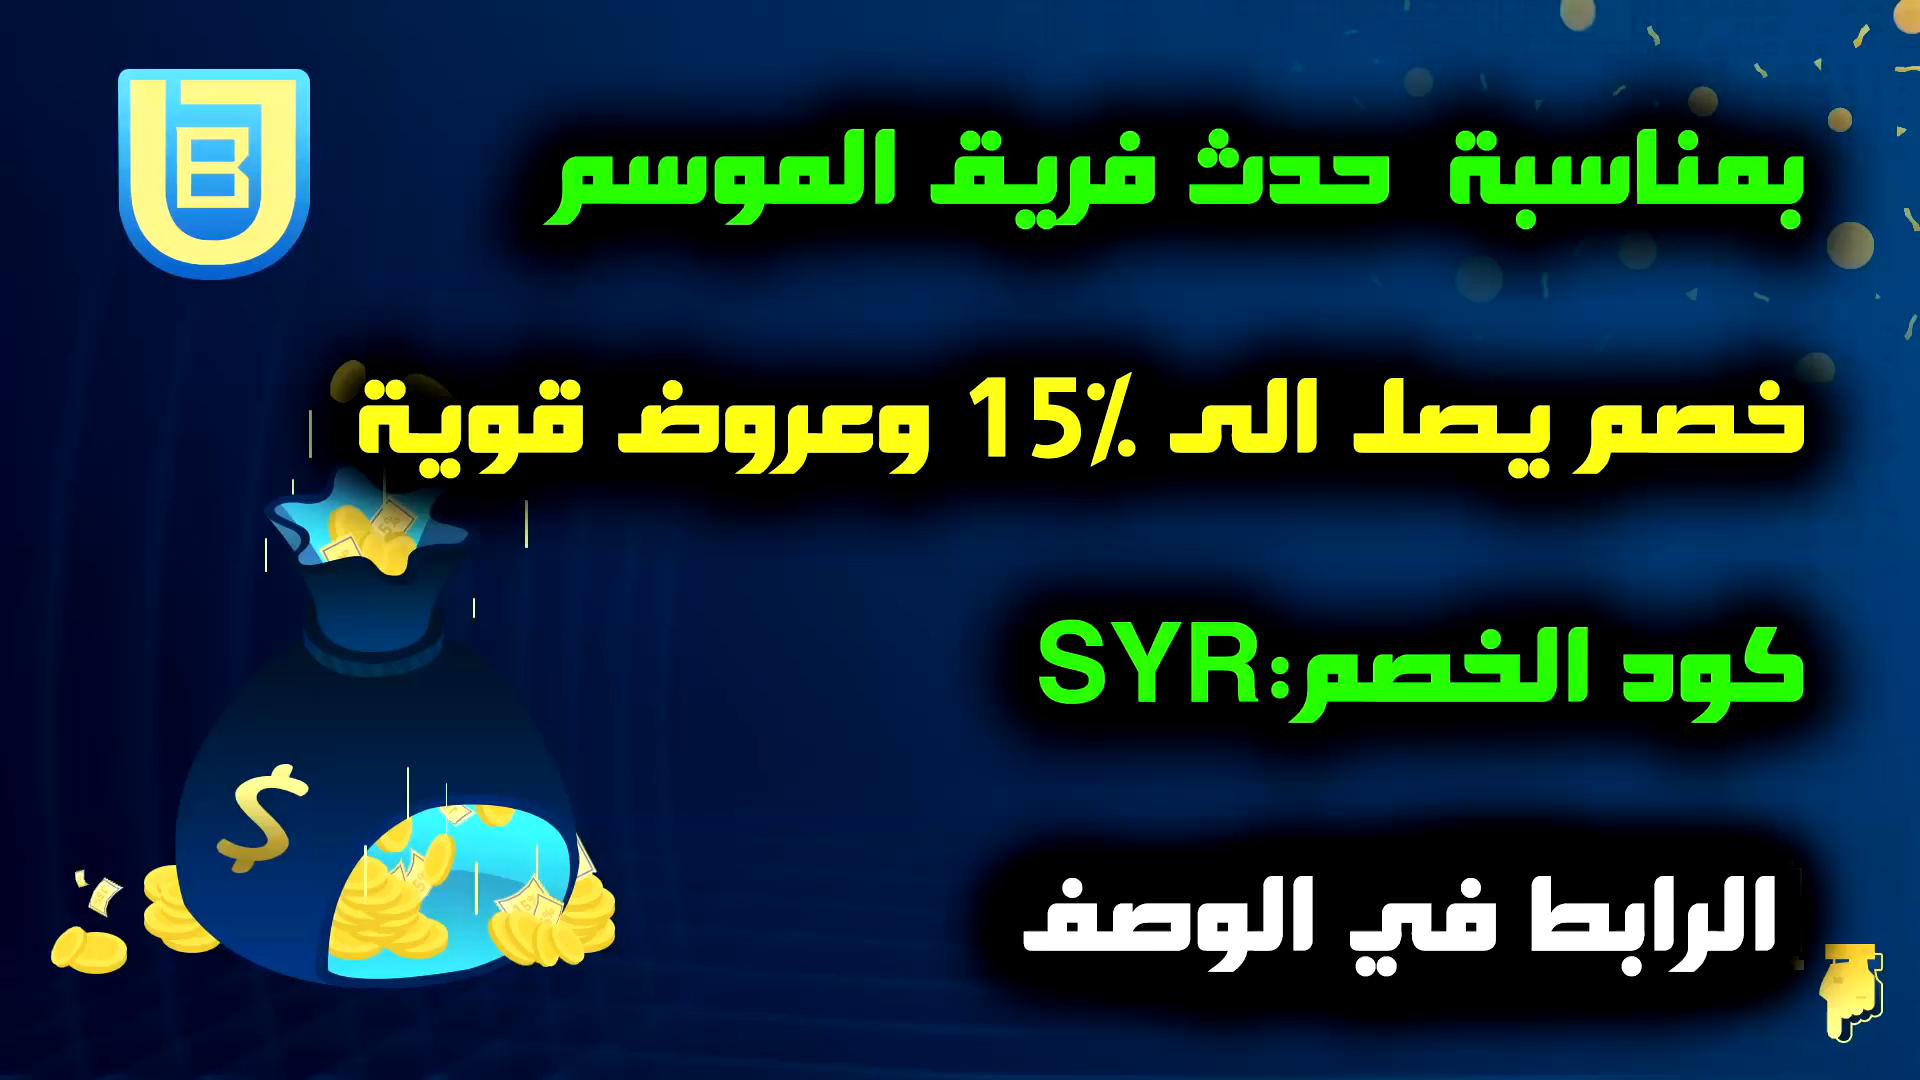 بمناسبة حدث فريق الموسم
خصم يصل الى 15% وعروض قوية
كود الخصم:SYR
الرابط في الوصف